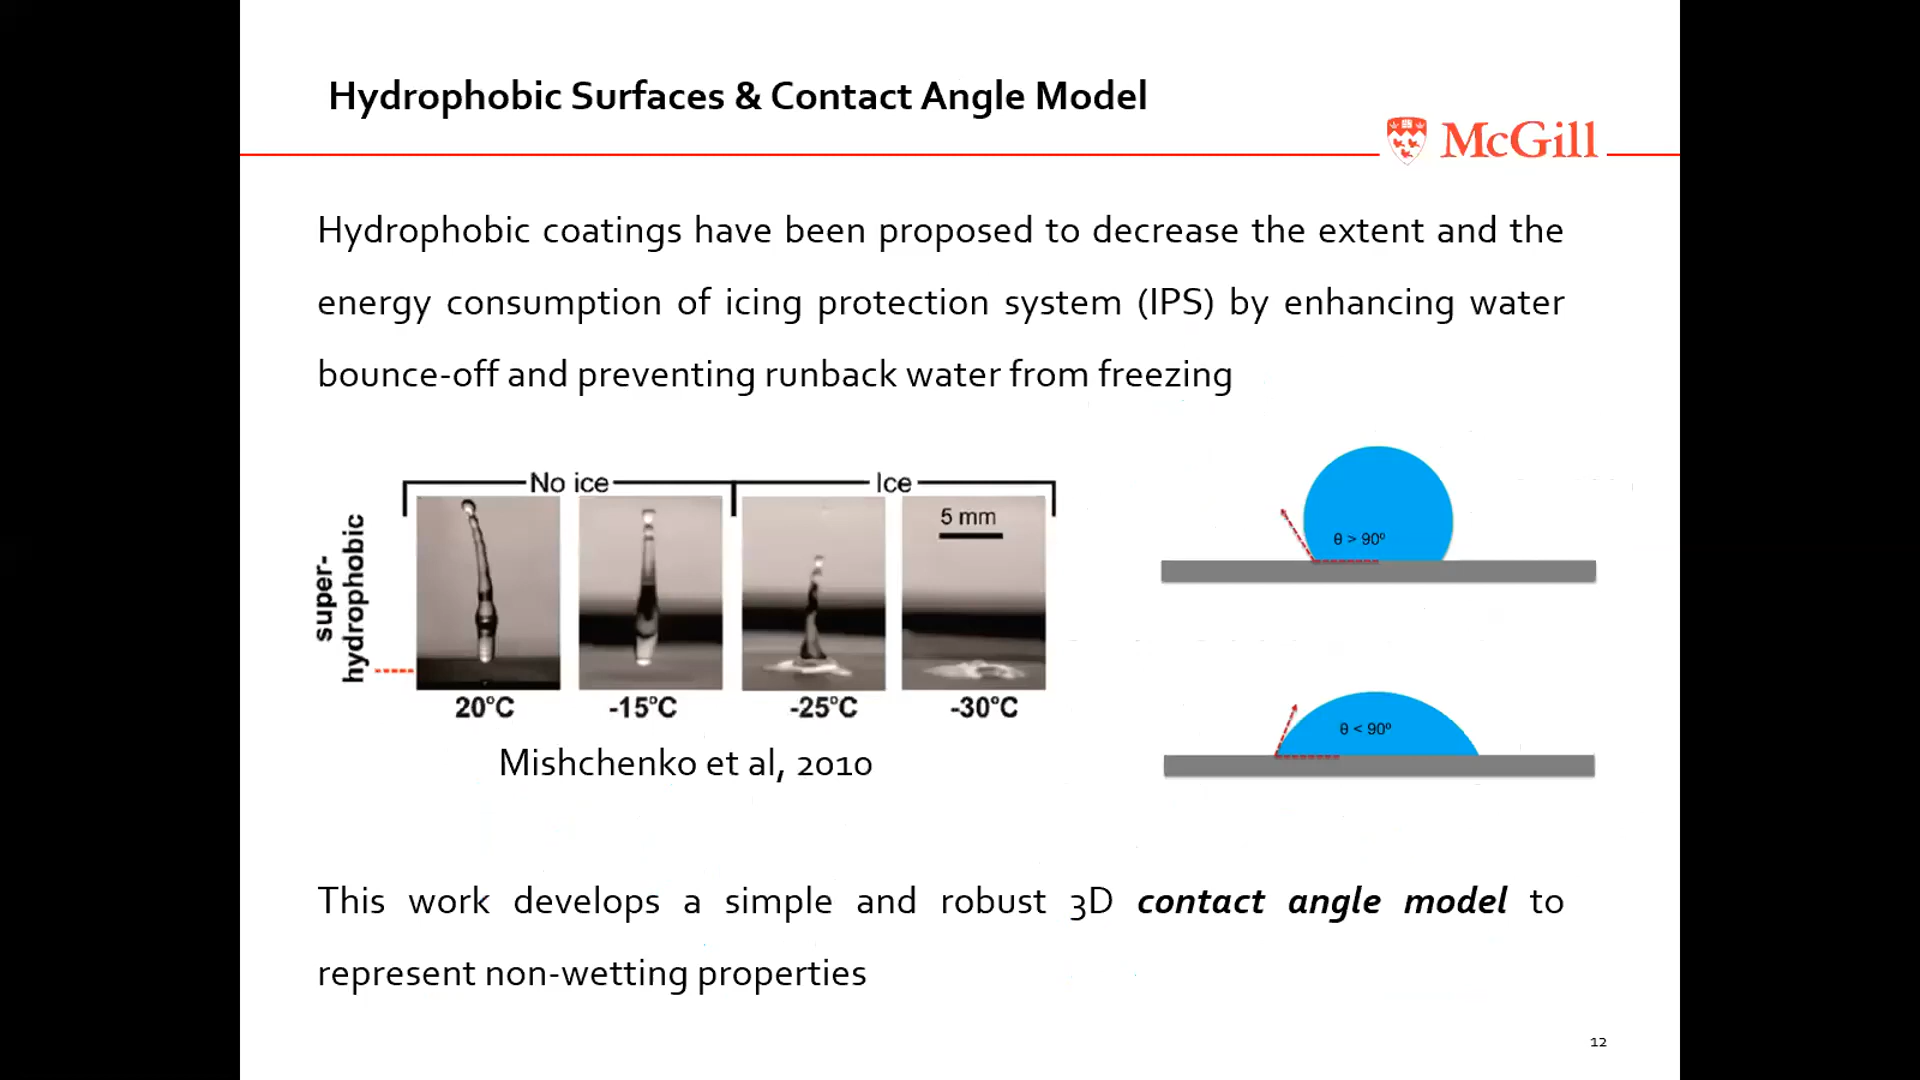 Hydrophobic Surfaces & Contact Angle Model
McGill
Hydrophobic coatings have been proposed to decrease the extent and the
energy consumption of icing protection system (IPS) by enhancing water
bounce-off and preventing runback water from freezing
No ice
Ice
5 mm
super-
hydrophobic
20°C
-15°C
-25°C
-30°C
Mishchenko et al, 2010
θ > 90º
θ < 90º
This work develops a simple and robust 3D contact angle model to
represent non-wetting properties
12